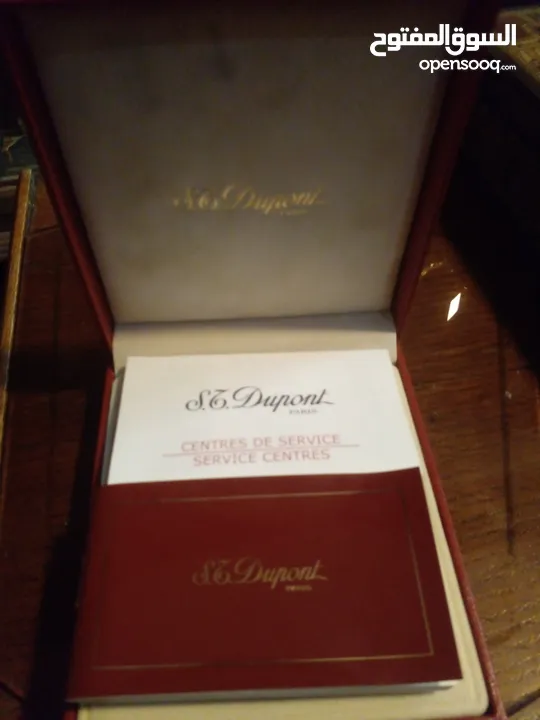 السوق المفتوح
opensooq.com
S.T. Dupont
S.T. Dupont
PARIS
CENTRES DE SERVICE
SERVICE CENTRES
S.T. Dupont
PARIS